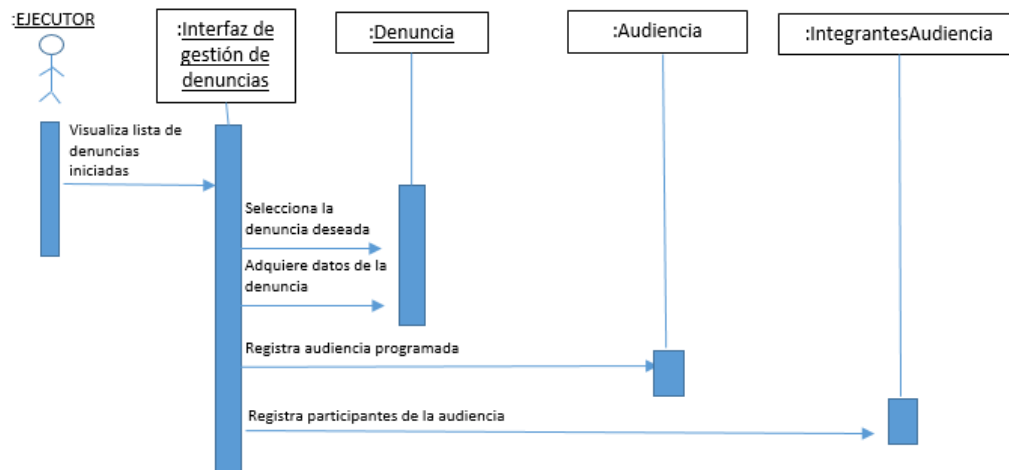 :EJECUTOR
:Interfaz de
gestión de
denuncias
:Denuncia
:Audiencia
:IntegrantesAudiencia
Visualiza lista de
denuncias
iniciadas
Selecciona la
denuncia deseada
Adquiere datos de la
denuncia
Registra audiencia programada
Registra participantes de la audiencia